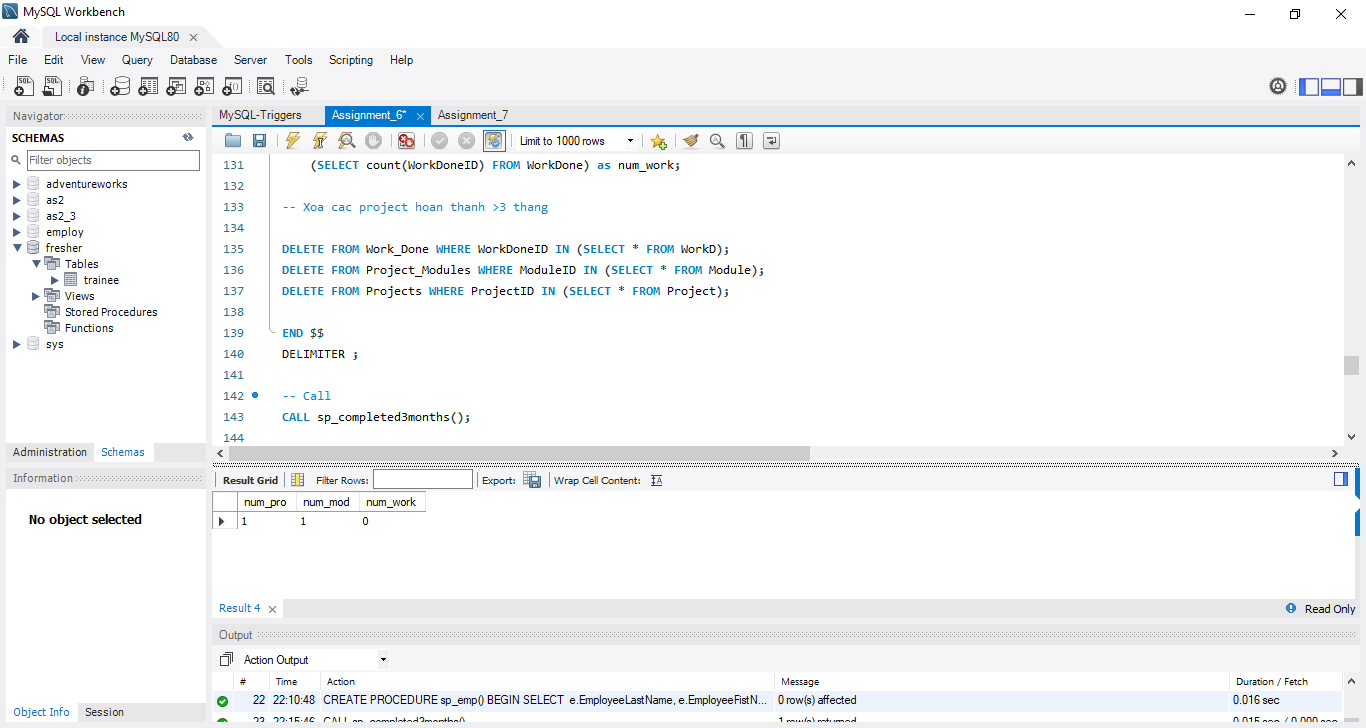 MySQL Workbench
Local instance MySQL80
File Edit View Query Database Server Tools Scripting Help
Navigator
SCHEMAS
Filter objects
adventureworks
as2
as2_3
employ
fresher
Tables
trainee
Views
Stored Procedures
Functions
sys
Administration Schemas
Information
No object selected
Object Info Session
MySQL-Triggers Assignment_6* Assignment_7
Limit to 1000 rows
131 (SELECT count(WorkDoneID) FROM WorkDone) as num_work;
132
133 -- Xoa cac project hoan thanh >3 thang
134
135 DELETE FROM Work_Done WHERE WorkDoneID IN (SELECT * FROM WorkD);
136 DELETE FROM Project_Modules WHERE ModuleID IN (SELECT * FROM Module);
137 DELETE FROM Projects WHERE ProjectID IN (SELECT * FROM Project);
138
139 END $$
140 DELIMITER ;
141
142 -- Call
143 CALL sp_completed3months();
144
Result Grid Filter Rows: Export: Wrap Cell Content:
num_pro num_mod num_work
1 1 0
Result 4 Read Only
Output
Action Output
# Time Action Message Duration / Fetch
22 22:10:48 CREATE PROCEDURE sp_emp() BEGIN SELECT e.EmployeeLastName, e.EmployeeFistN... 0 row(s) affected 0.016 sec
23 22:15:46 CALL sp_completed3months() 1 row(s) returned 0.015 sec / 0.000 sec